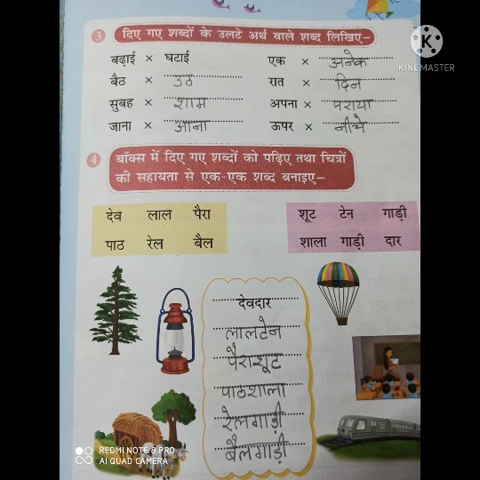 KINEMASTER
3 दिए गए शब्दों के उलटे अर्थ वाले शब्द लिखिए–
बढ़ाई × घटाई एक × अनेक
बैठ × उठ रात × दिन
सुबह × शाम अपना × पराया
जाना × आना ऊपर × नीचे
4 बॉक्स में दिए गए शब्दों को पढ़िए तथा चित्रों
की सहायता से एक-एक शब्द बनाइए–
देव लाल पैरा शूट टेन गाड़ी
पाठ रेल बैल शाला गाड़ी दार
देवदार
लालटेन
पैराशूट
पाठशाला
रेलगाड़ी
बैलगाड़ी
REDMI NOTE 8 PRO
AI QUAD CAMERA